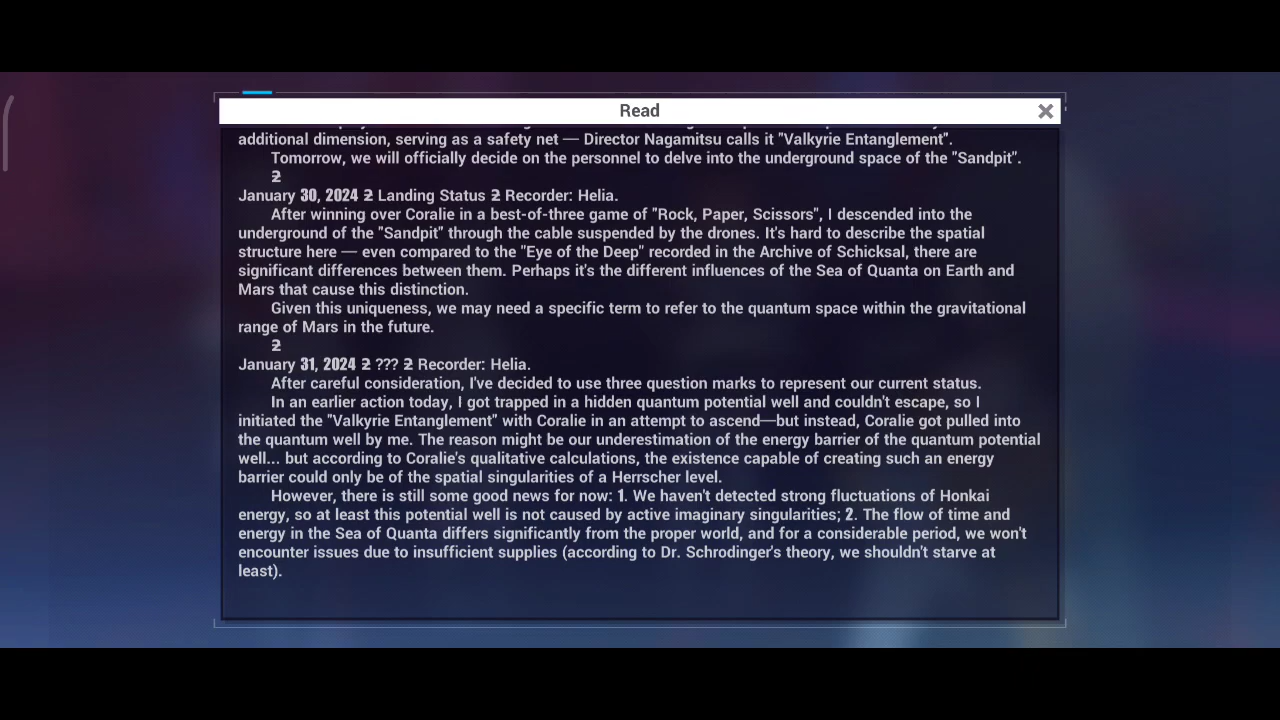 Read
additional dimension, serving as a safety net — Director Nagamitsu calls it "Valkyrie Entanglement".
Tomorrow, we will officially decide on the personnel to delve into the underground space of the "Sandpit".
2
January 30, 2024 2 Landing Status 2 Recorder: Helia.
After winning over Coralie in a best-of-three game of "Rock, Paper, Scissors", I descended into the
underground of the "Sandpit" through the cable suspended by the drones. It's hard to describe the spatial
structure here — even compared to the "Eye of the Deep" recorded in the Archive of Schicksal, there are
significant differences between them. Perhaps it's the different influences of the Sea of Quanta on Earth and
Mars that cause this distinction.
Given this uniqueness, we may need a specific term to refer to the quantum space within the gravitational
range of Mars in the future.
2
January 31, 2024 2 ??? 2 Recorder: Helia.
After careful consideration, I've decided to use three question marks to represent our current status.
In an earlier action today, I got trapped in a hidden quantum potential well and couldn't escape, so I
initiated the "Valkyrie Entanglement" with Coralie in an attempt to ascend—but instead, Coralie got pulled into
the quantum well by me. The reason might be our underestimation of the energy barrier of the quantum potential
well... but according to Coralie's qualitative calculations, the existence capable of creating such an energy
barrier could only be of the spatial singularities of a Herrscher level.
However, there is still some good news for now: 1. We haven't detected strong fluctuations of Honkai
energy, so at least this potential well is not caused by active imaginary singularities; 2. The flow of time and
energy in the Sea of Quanta differs significantly from the proper world, and for a considerable period, we won't
encounter issues due to insufficient supplies (according to Dr. Schrodinger's theory, we shouldn't starve at
least).